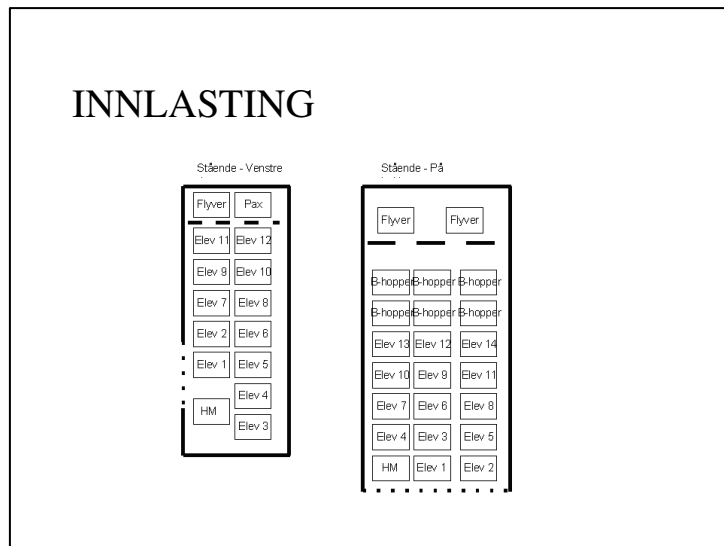 INNLASTING
Stående - Venstre
Flyver Pax
Elev 11 Elev 12
Elev 9 Elev 10
Elev 7 Elev 8
Elev 2 Elev 6
Elev 1 Elev 5
HM Elev 4
Elev 3
Stående - På
Flyver Flyver
B-hopper B-hopper B-hopper
B-hopper B-hopper B-hopper
Elev 13 Elev 12 Elev 14
Elev 10 Elev 9 Elev 11
Elev 7 Elev 6 Elev 8
Elev 4 Elev 3 Elev 5
HM Elev 1 Elev 2